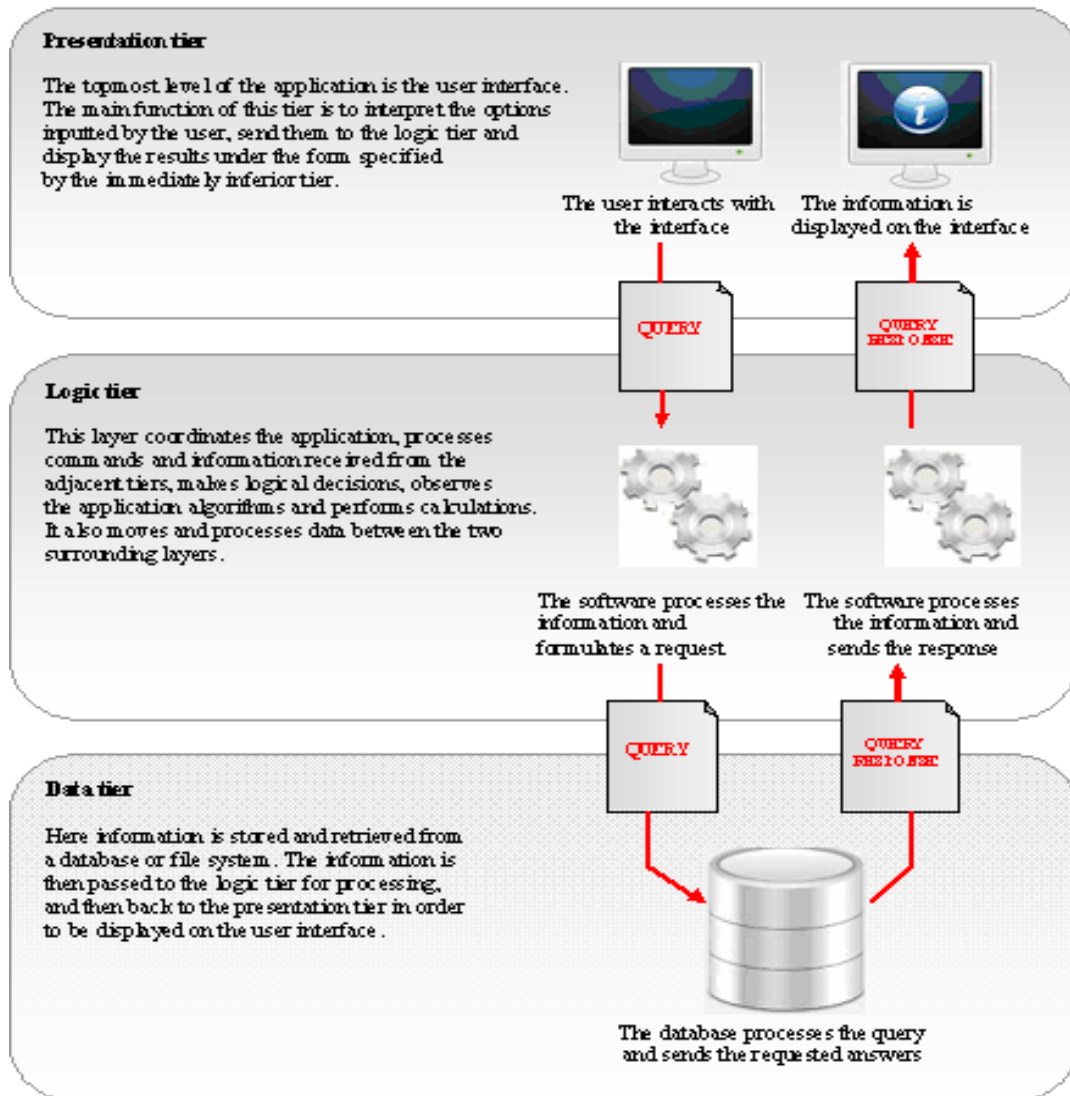 Presentation tier
The topmost level of the application is the user interface.
The main function of this tier is to interpret the options
inputted by the user, send them to the logic tier and
display the results under the form specified
by the immediately inferior tier.
The user interacts with
the interface
The information is
displayed on the interface
QUERY
QUERY
RESPONSE
Logic tier
This layer coordinates the application, processes
commands and information received from the
adjacent tiers, makes logical decisions, observes
the application algorithms and performs calculations.
It also moves and processes data between the two
surrounding layers.
The software processes the
information and
formulates a request
The software processes
the information and
sends the response
QUERY
QUERY
RESPONSE
Data tier
Here information is stored and retrieved from
a database or file system. The information is
then passed to the logic tier for processing,
and then back to the presentation tier in order
to be displayed on the user interface.
The database processes the query
and sends the requested answers